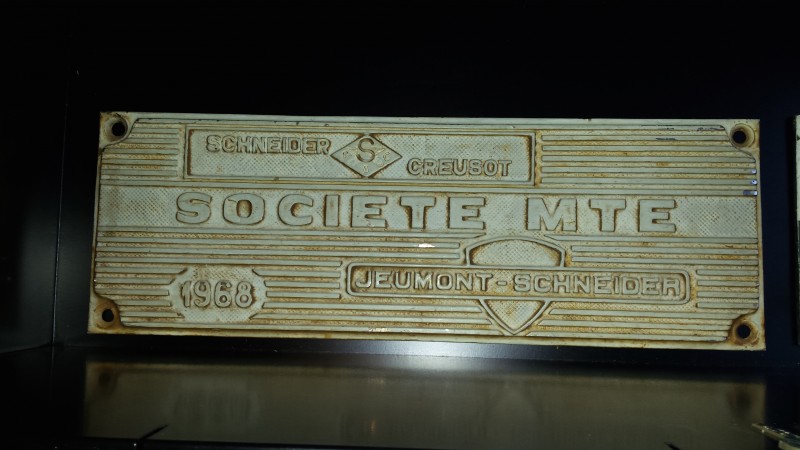 SCHNEIDER S CREUSOT
SOCIETE MTE
JEUMONT-SCHNEIDER
1968